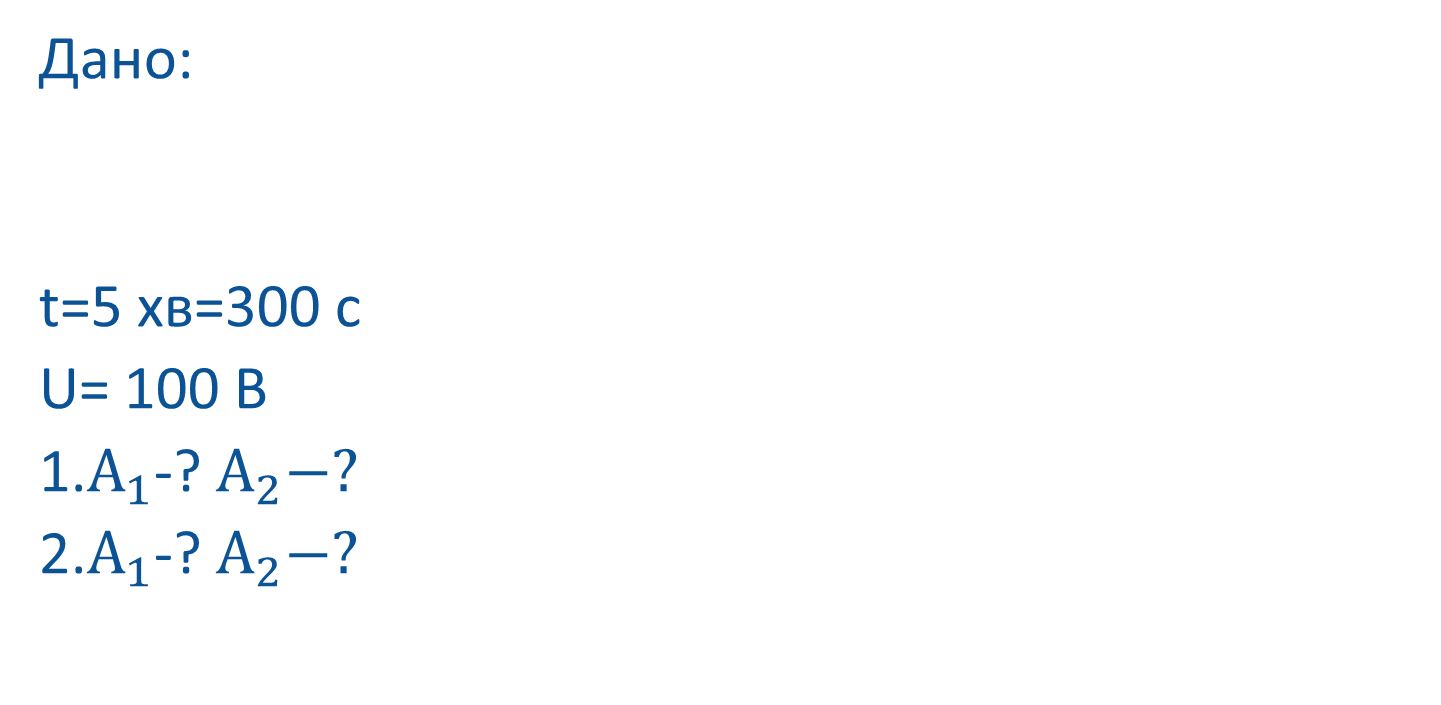 Дано:
t=5 хв=300 с
U= 100 В
1.A₁-? A₂−?
2.A₁-? A₂−?